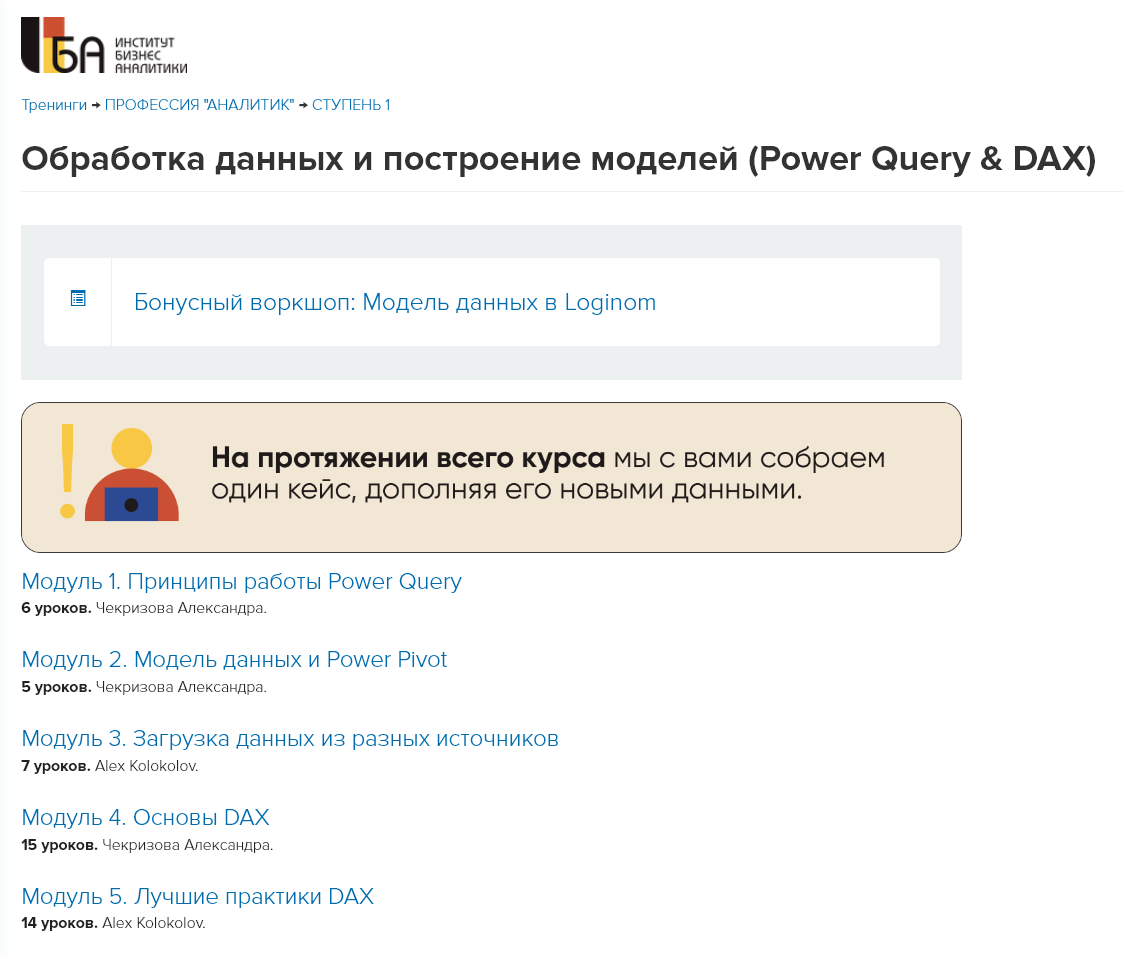 БА ИНСТИТУТ
БИЗНЕС
АНАЛИТИКИ
Тренинги → ПРОФЕССИЯ "АНАЛИТИК" → СТУПЕНЬ 1
Обработка данных и построение моделей (Power Query & DAX)
Бонусный воркшоп: Модель данных в Loginom
На протяжении всего курса мы с вами собраем
один кейс, дополняя его новыми данными.
Модуль 1. Принципы работы Power Query
6 уроков. Чекризова Александра.
Модуль 2. Модель данных и Power Pivot
5 уроков. Чекризова Александра.
Модуль 3. Загрузка данных из разных источников
7 уроков. Alex Kolokolov.
Модуль 4. Основы DAX
15 уроков. Чекризова Александра.
Модуль 5. Лучшие практики DAX
14 уроков. Alex Kolokolov.